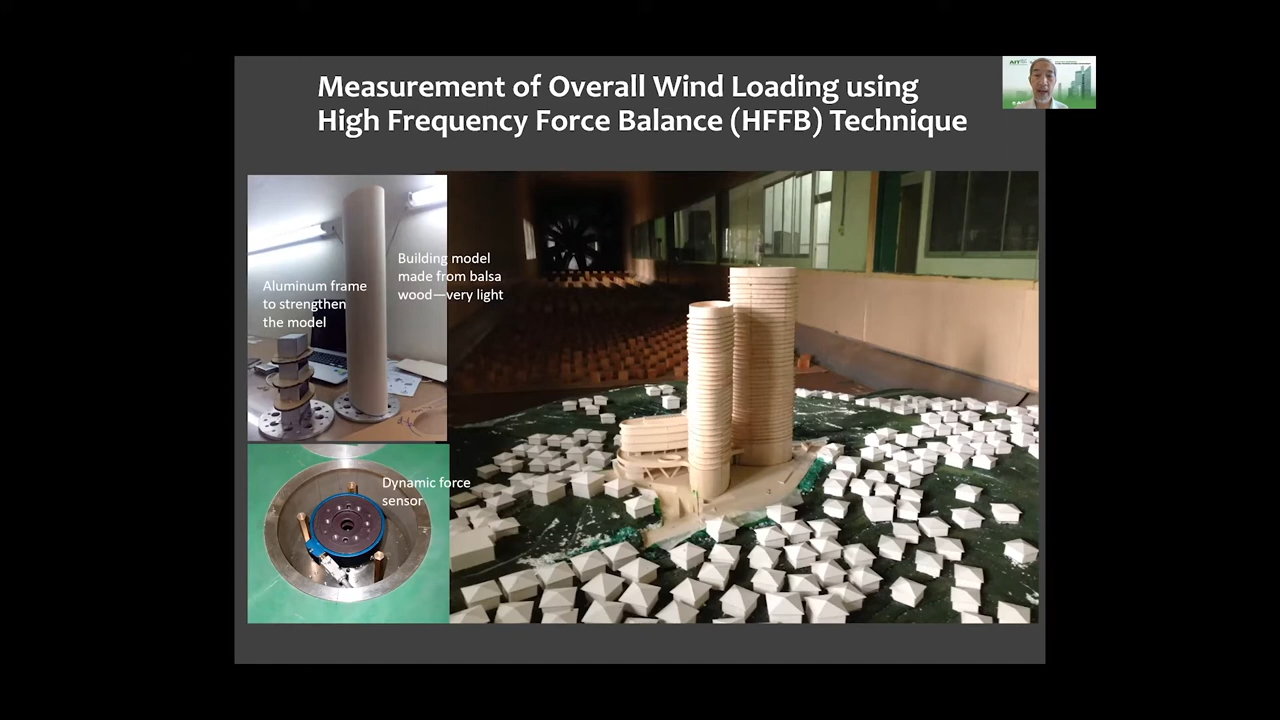 Measurement of Overall Wind Loading using
High Frequency Force Balance (HFFB) Technique
AIT
Building model
made from balsa
wood—very light
Aluminum frame
to strengthen
the model
Dynamic force
sensor